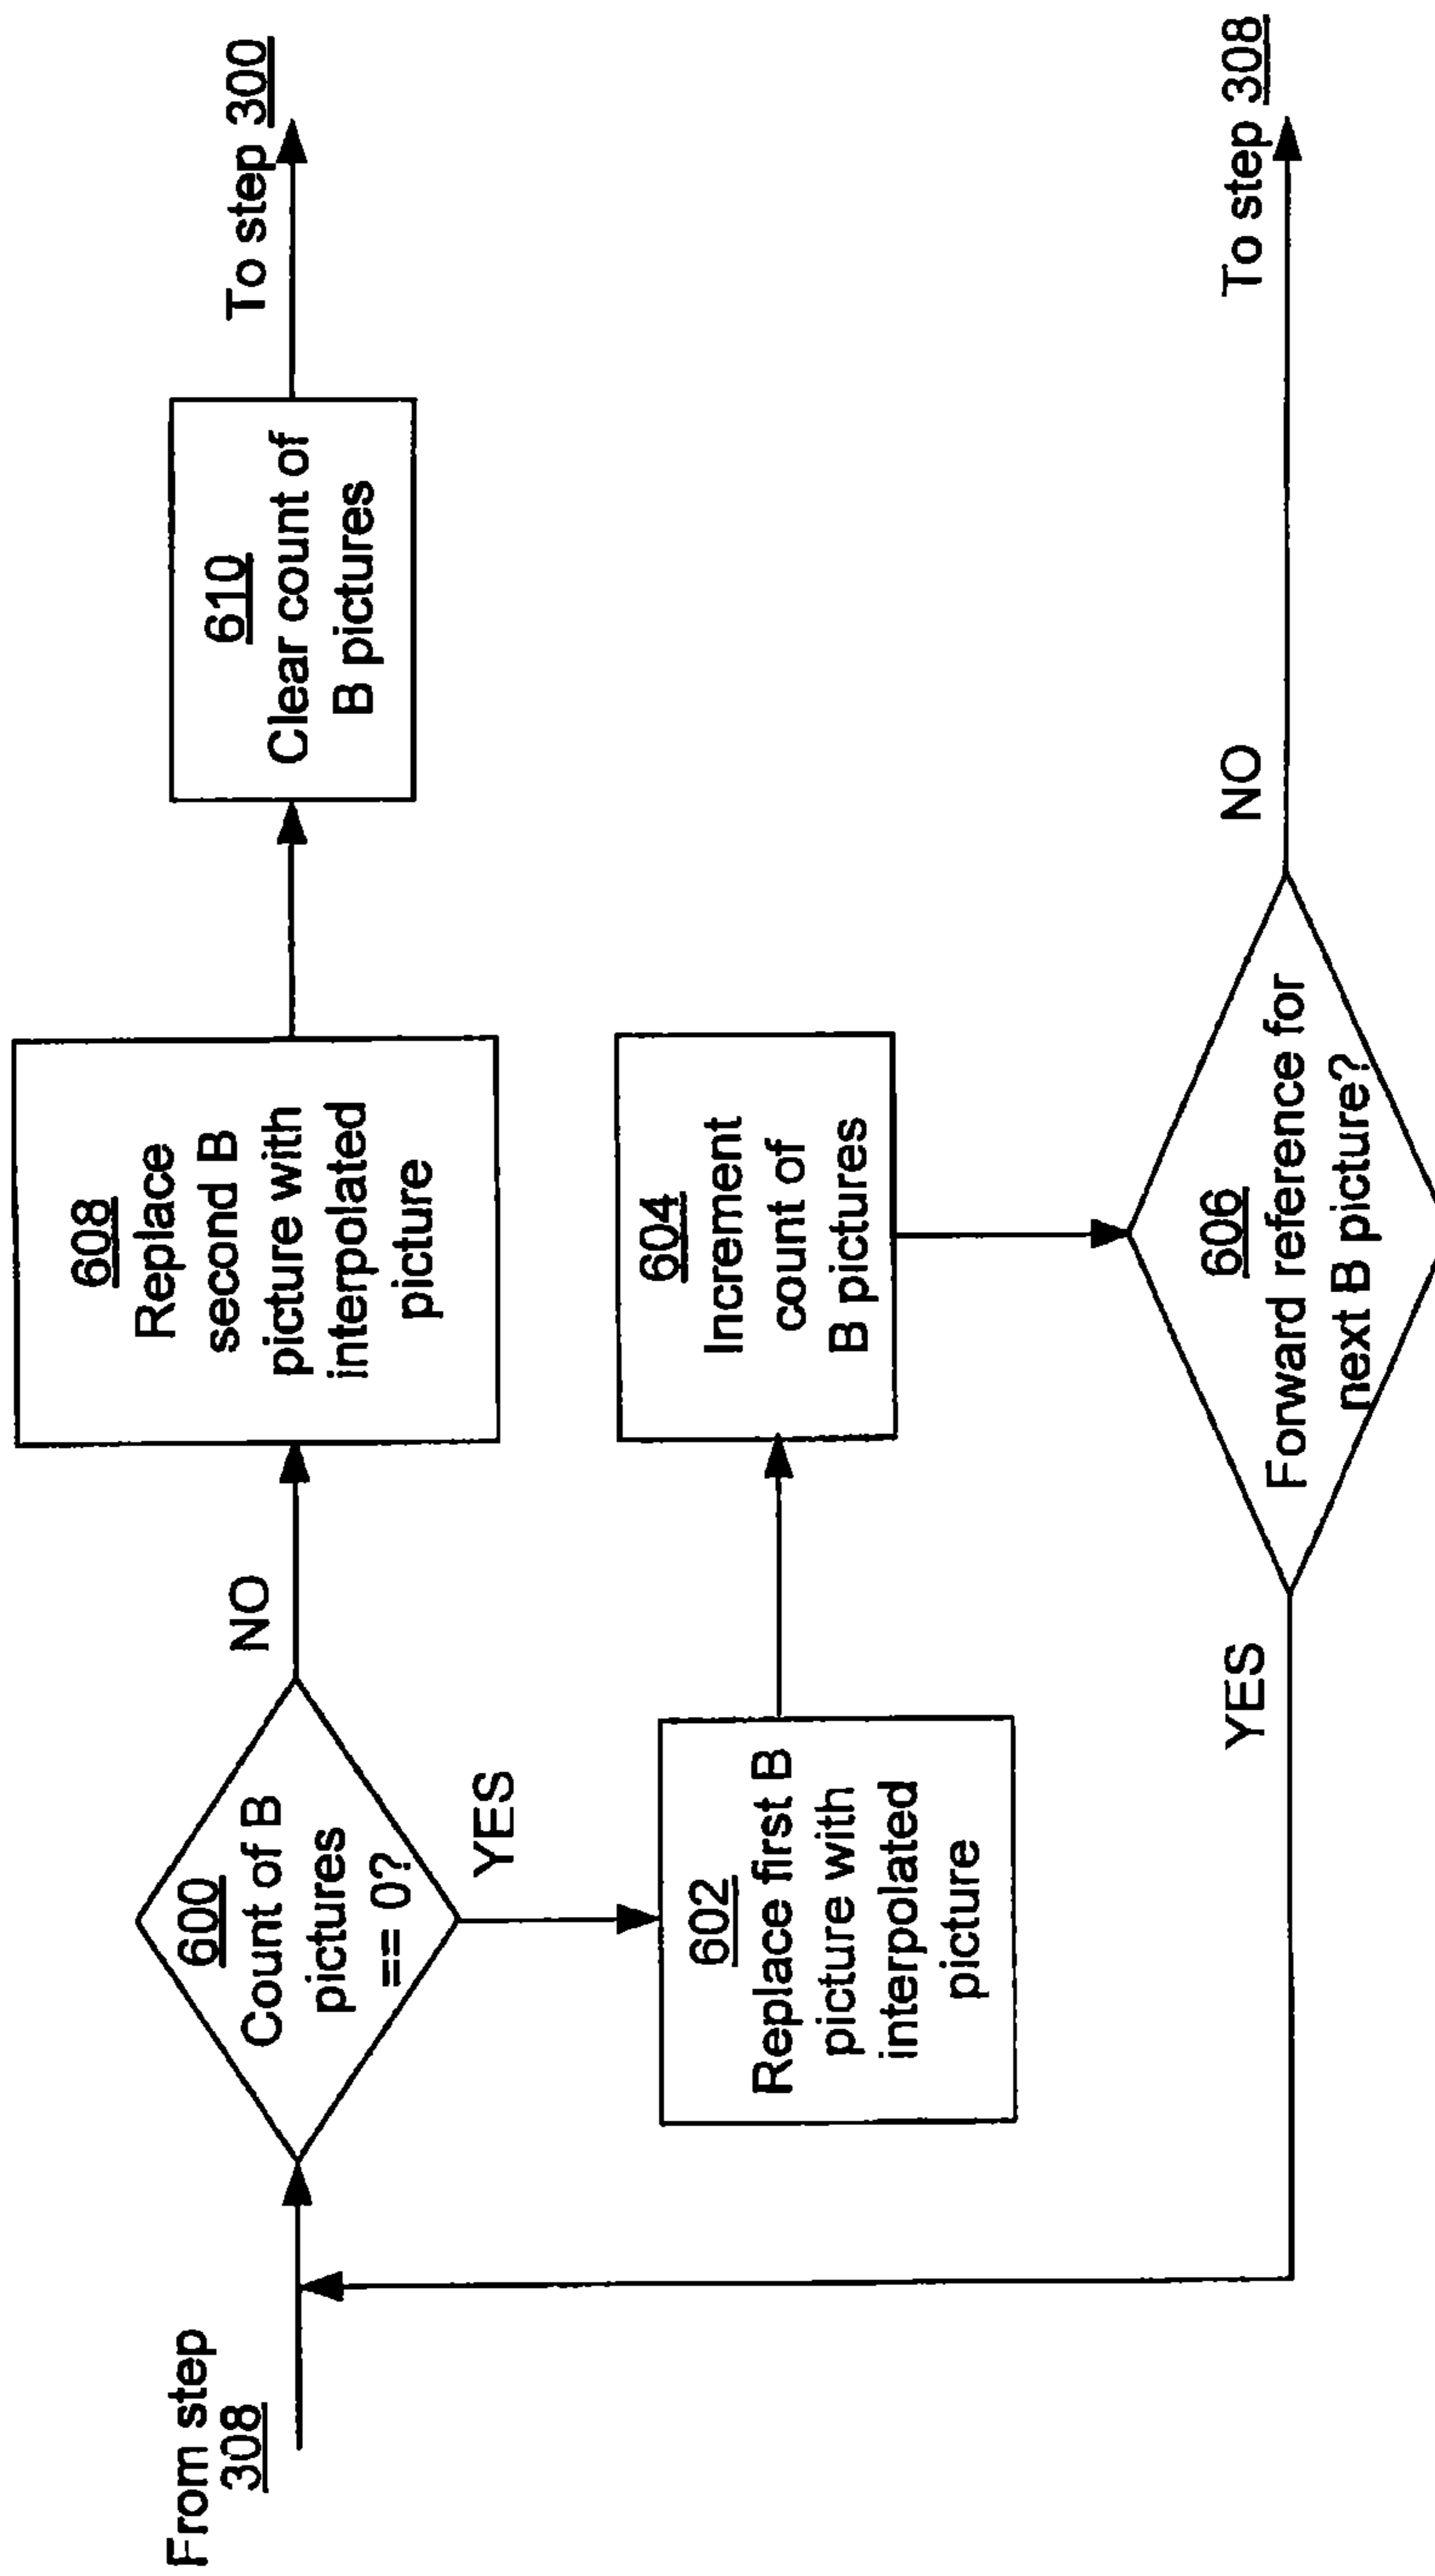 From step
308
600
Count of B
pictures
== 0?
NO
YES
608
Replace
second B
picture with
interpolated
picture
610
Clear count of
B pictures
To step 300
602
Replace first B
picture with
interpolated
picture
604
Increment
count of
B pictures
606
Forward reference for
next B picture?
YES
NO
To step 308